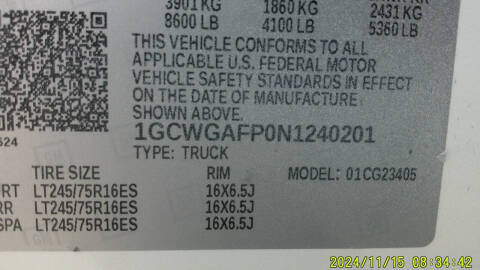 3901 KG 1860 KG 2431 KG
8600 LB 4100 LB 5360 LB
THIS VEHICLE CONFORMS TO ALL
APPLICABLE U.S. FEDERAL MOTOR
VEHICLE SAFETY STANDARDS IN EFFECT
ON THE DATE OF MANUFACTURE
SHOWN ABOVE.
1GCWGAFP0N1240201
TYPE: TRUCK
624
MODEL: 01CG23405
TIRE SIZE RIM
FRT LT245/75R16ES 16X6.5J
RR LT245/75R16ES 16X6.5J
SPA LT245/75R16ES 16X6.5J
2024/11/15 08:34:42